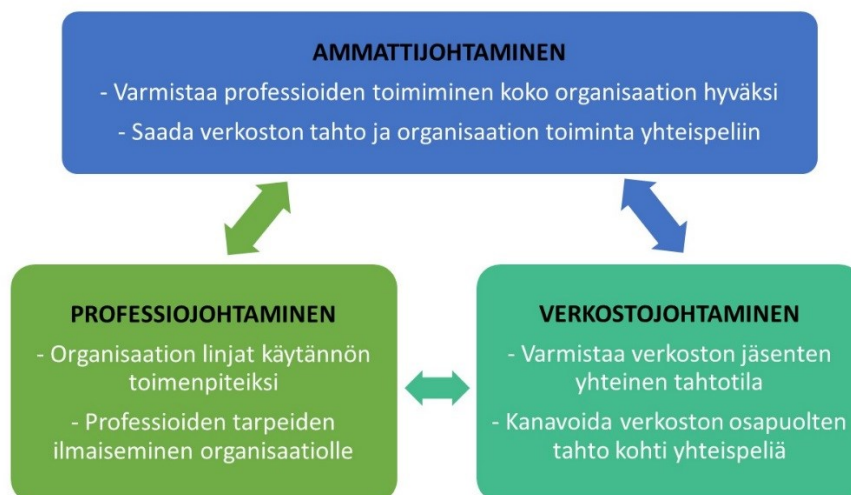 AMMATTIJOHTAMINEN
- Varmistaa professioiden toimiminen koko organisaation hyväksi
- Saada verkoston tahto ja organisaation toiminta yhteispeliin
PROFESSIOJOHTAMINEN
- Organisaation linjat käytännön
toimenpiteiksi
- Professioiden tarpeiden
ilmaiseminen organisaatiolle
VERKOSTOJOHTAMINEN
- Varmistaa verkoston jäsenten
yhteinen tahtotila
- Kanavoida verkoston osapuolten
tahto kohti yhteispeliä